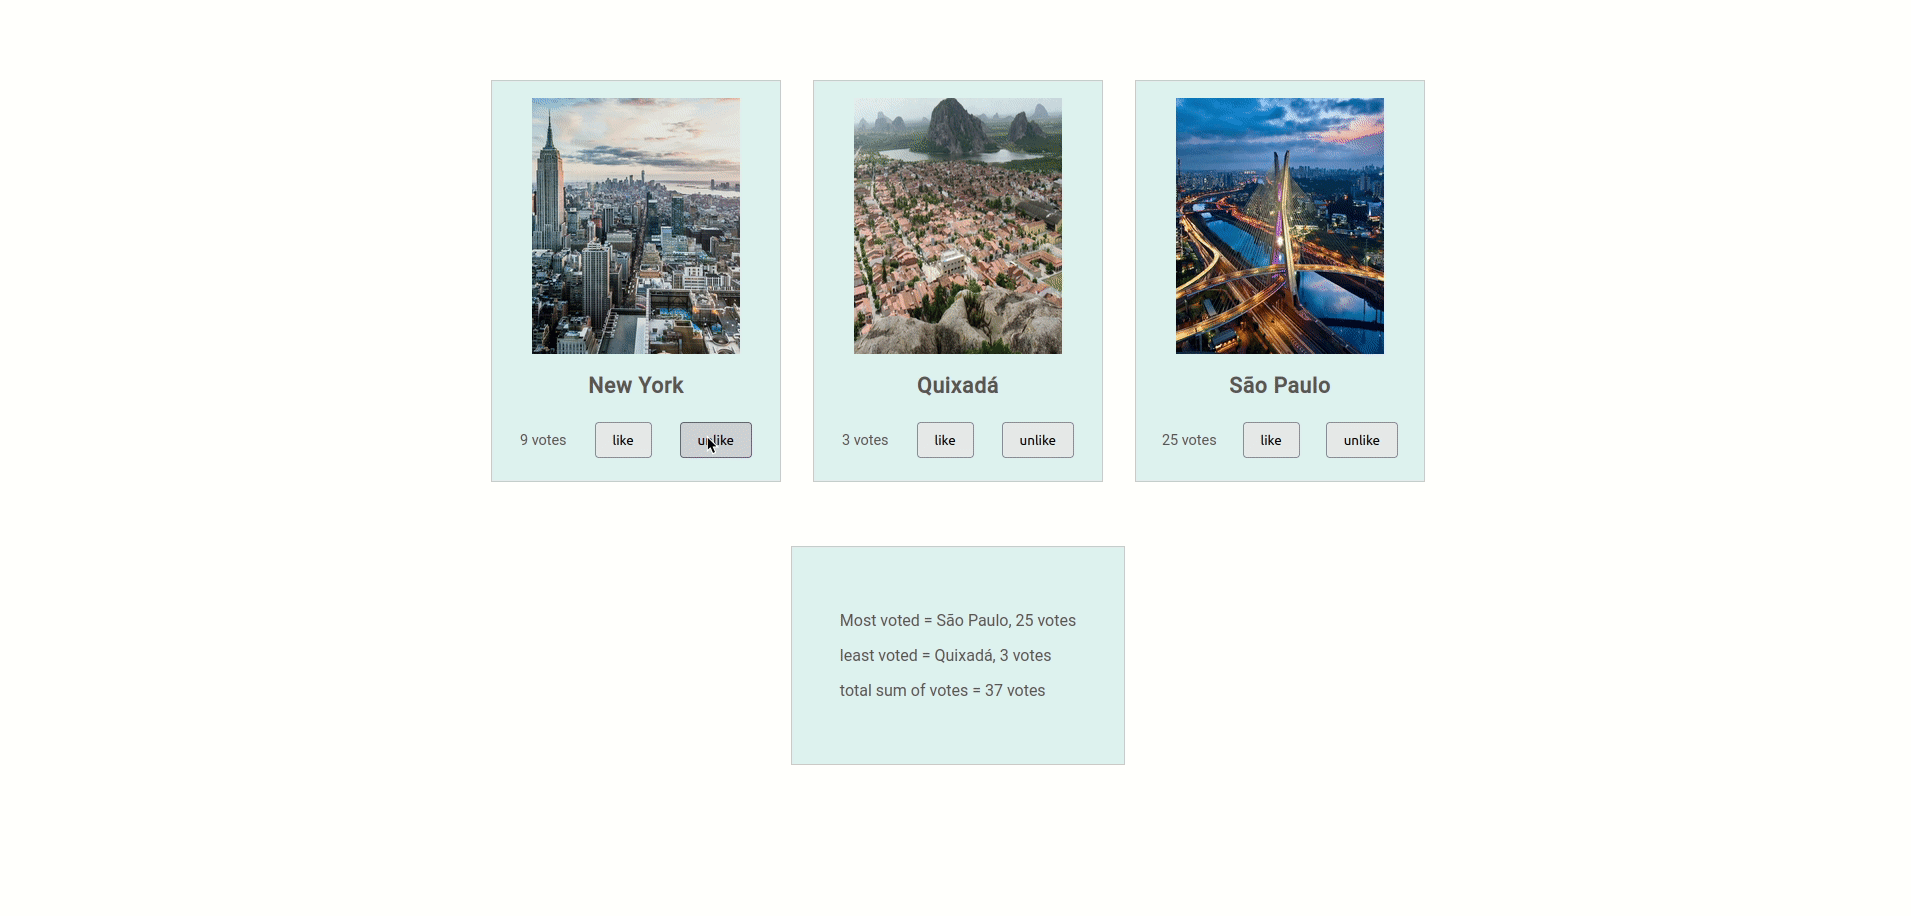 New York
9 votes like unlike
Quixadá
3 votes like unlike
São Paulo
25 votes like unlike
Most voted = São Paulo, 25 votes
least voted = Quixadá, 3 votes
total sum of votes = 37 votes